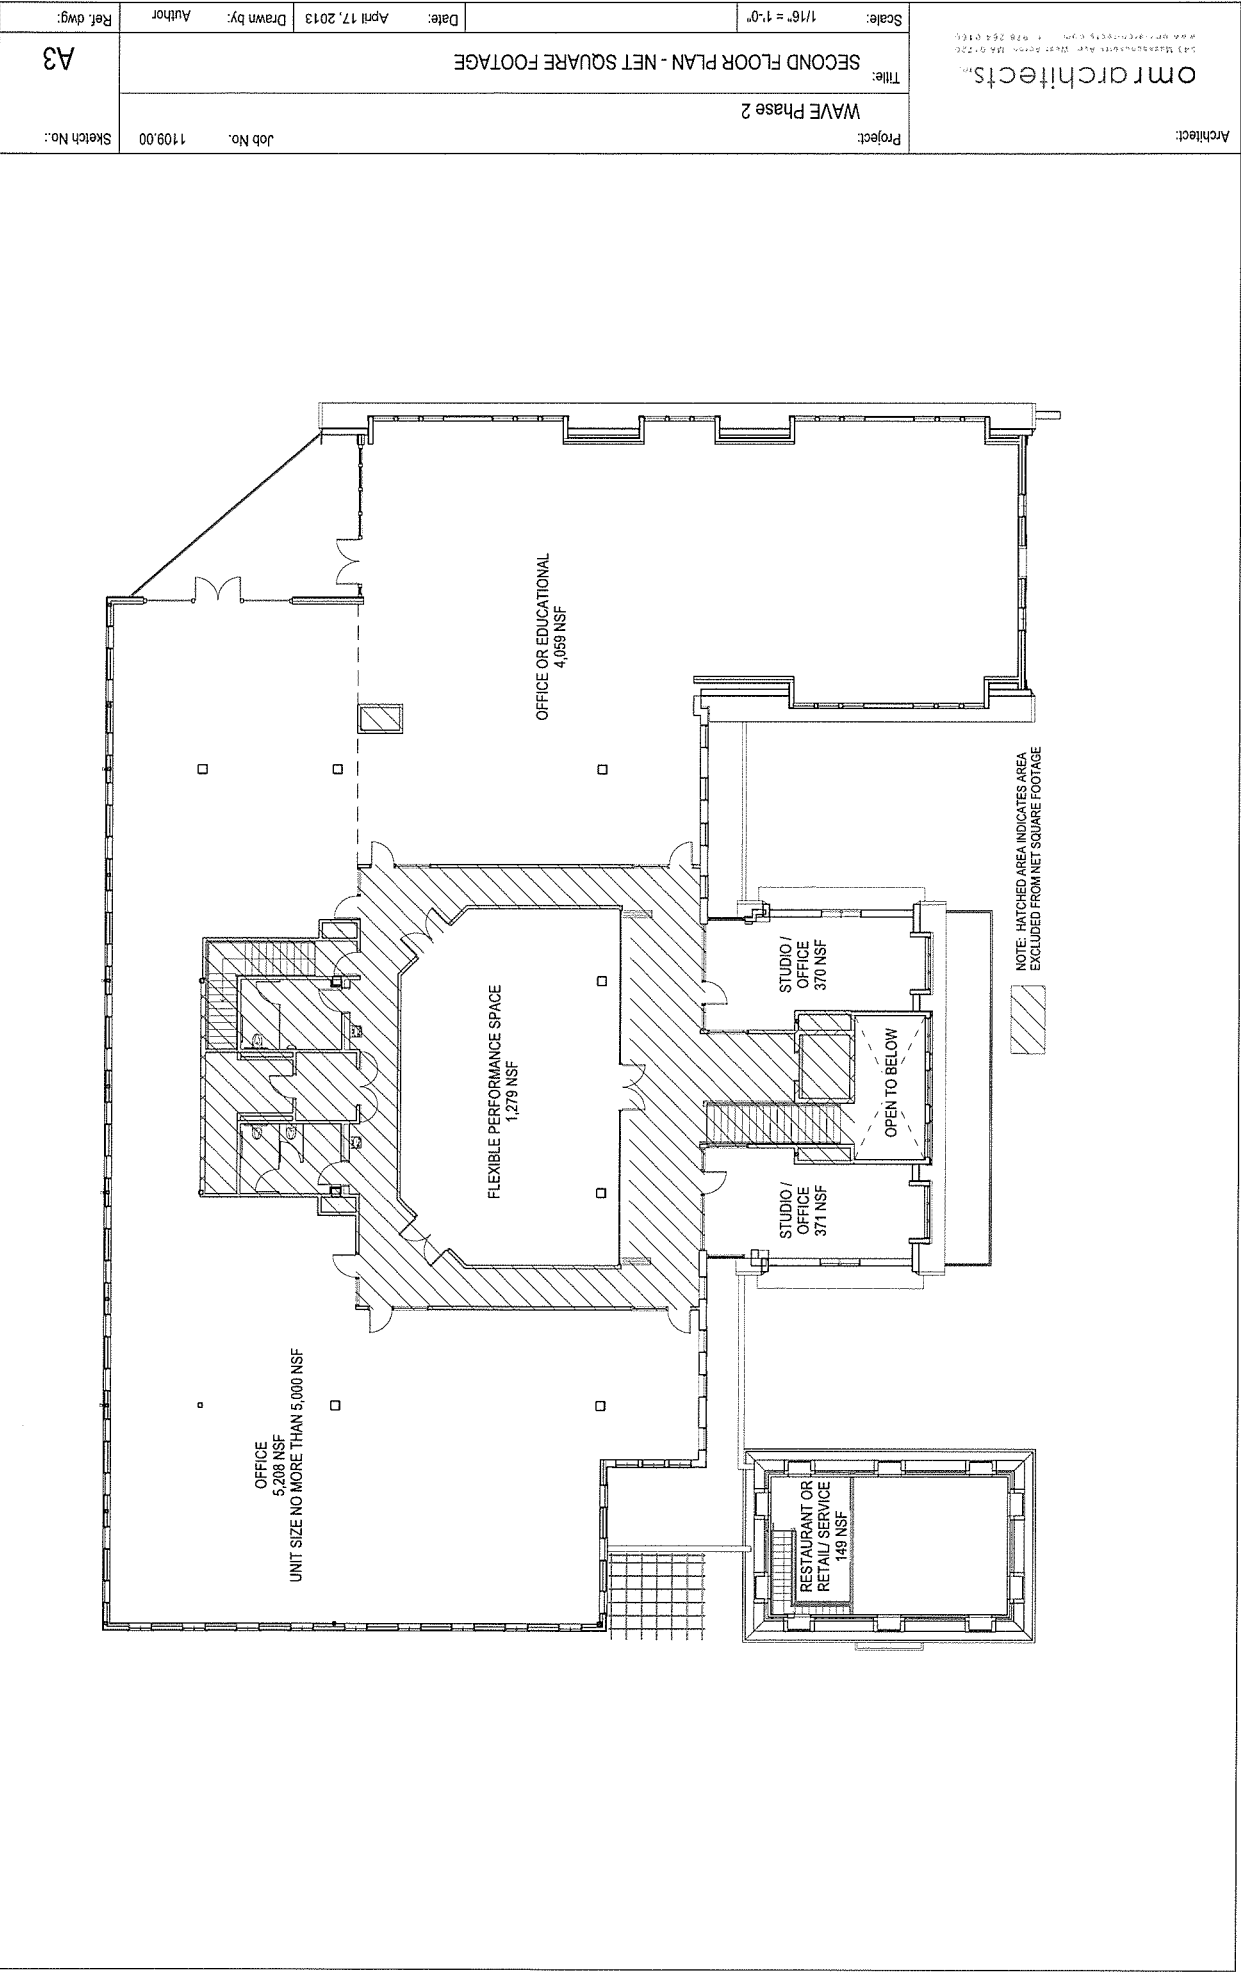 Architect:
omrarchitects
Project:
WAVE Phase 2
Job No.
1109.00
Sketch No.:
Title:
SECOND FLOOR PLAN - NET SQUARE FOOTAGE
A3
Scale:
1/16" = 1'-0"
Date:
April 17, 2013
Drawn by:
Author
Ref. dwg:
OFFICE
5,208 NSF
UNIT SIZE NO MORE THAN 5,000 NSF
OFFICE OR EDUCATIONAL
4,059 NSF
FLEXIBLE PERFORMANCE SPACE
1,279 NSF
STUDIO /
OFFICE
371 NSF
STUDIO /
OFFICE
370 NSF
OPEN TO BELOW
RESTAURANT OR
RETAIL/ SERVICE
149 NSF
NOTE: HATCHED AREA INDICATES AREA
EXCLUDED FROM NET SQUARE FOOTAGE